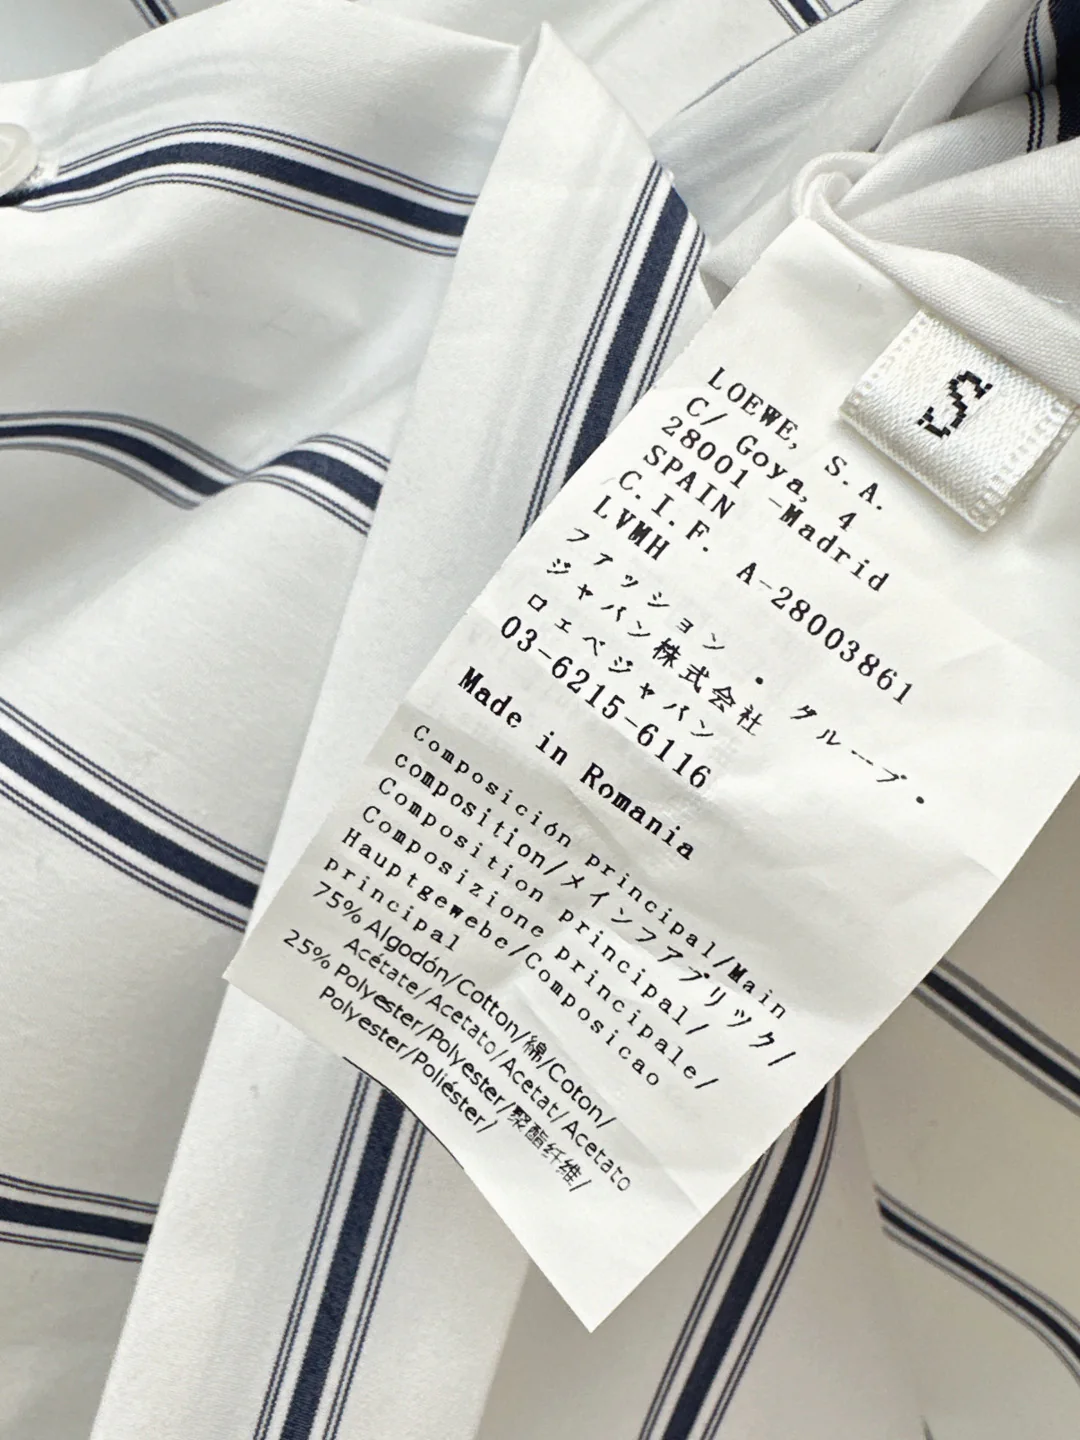 S
LOEWE, S.A.
C/ Goya, 4
28001 -Madrid
SPAIN
C.I.F. A-28003861
LVMH
ファッション・グループ・
ジャパン株式会社
ロエベジャパン
03-6215-6116
Made in Romania
Composición principal/Main
composition/メインファブリック/
Composition principal/
Composizione principale/
Hauptgewebe/Composicao
principal
75% Algodón/Cotton/綿/Coton/
Acétate/Acetato/Acetat/Acetato
25% Polyester/Polyester/聚酯纤维/
Polyester/Poliéster/